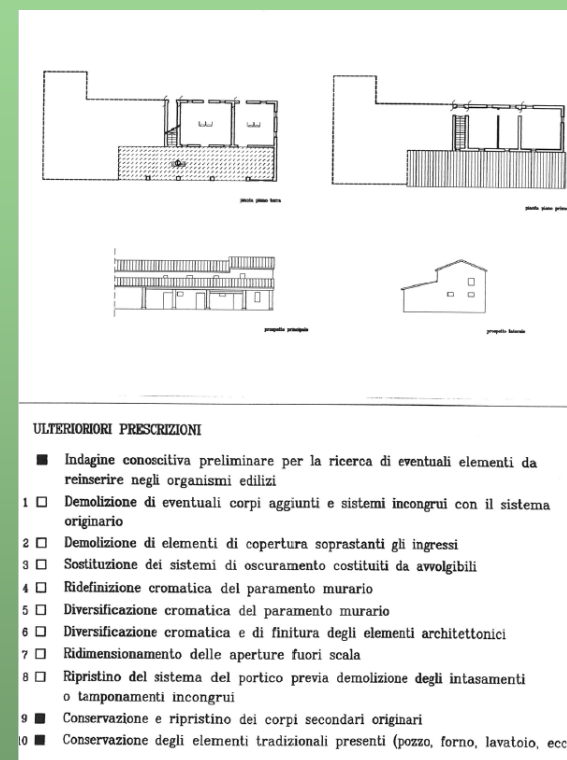 pianta piano terra
pianta piano primo
prospetto principale
prospetto laterale
ULTERIORIORI PRESCRIZIONI
■ Indagine conoscitiva preliminare per la ricerca di eventuali elementi da
reinserire negli organismi edilizi
1 □ Demolizione di eventuali corpi aggiunti e sistemi incongrui con il sistema
originario
2 □ Demolizione di elementi di copertura soprastanti gli ingressi
3 □ Sostituzione dei sistemi di oscuramento costituiti da avvolgibili
4 □ Ridefinizione cromatica del paramento murario
5 □ Diversificazione cromatica del paramento murario
6 □ Diversificazione cromatica e di finitura degli elementi architettonici
7 □ Ridimensionamento delle aperture fuori scala
8 □ Ripristino del sistema del portico previa demolizione degli intasamenti
o tamponamenti incongrui
9 ■ Conservazione e ripristino dei corpi secondari originari
10 ■ Conservazione degli elementi tradizionali presenti (pozzo, forno, lavatoio, ecc